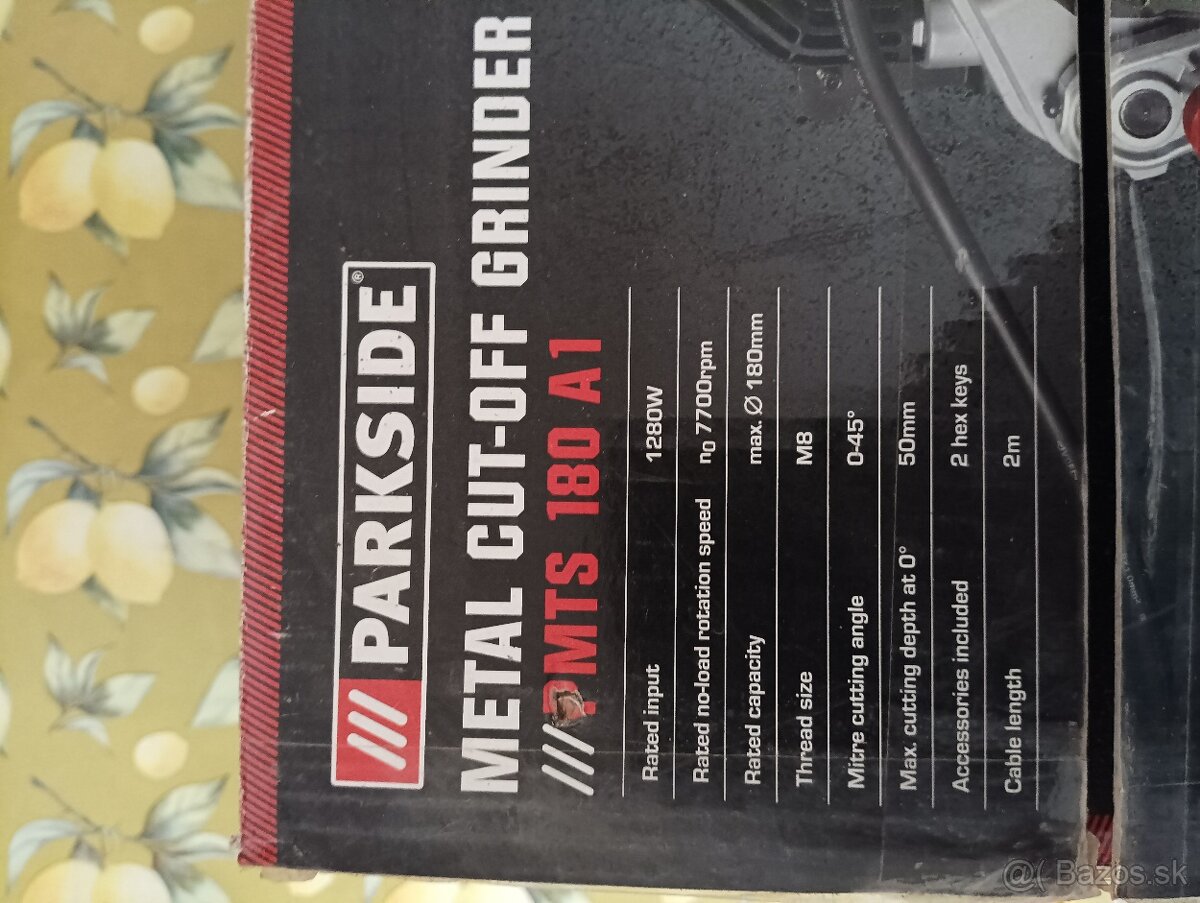 /// PARKSIDE®
METAL CUT-OFF GRINDER
/// PMTS 180 A1
Rated input 1280W
Rated no-load rotation speed n0 7700rpm
Rated capacity max. Ø 180mm
Thread size M8
Mitre cutting angle 0-45°
Max. cutting depth at 0° 50mm
Accessories included 2 hex keys
Cable length 2m
@( Bazos.sk